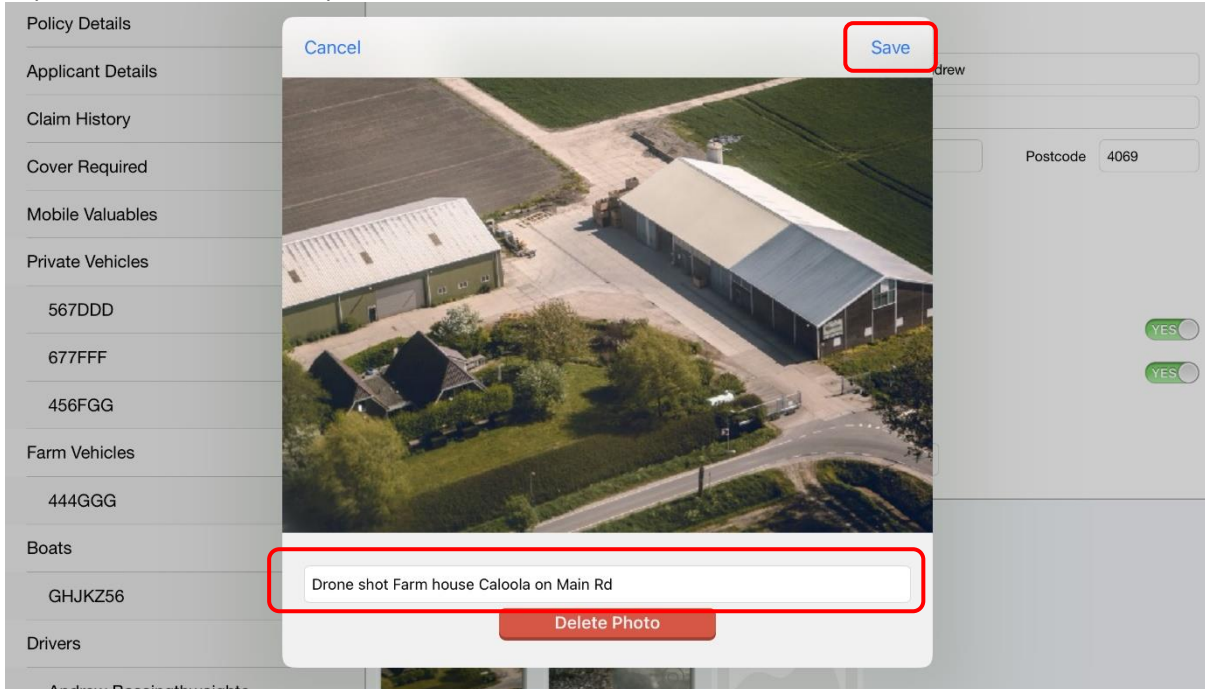 Policy Details
Applicant Details
Claim History
Cover Required
Mobile Valuables
Private Vehicles
567DDD
677FFF
456FGG
Farm Vehicles
444GGG
Boats
GHJKZ56
Drivers
Cancel
Save
Drone shot Farm house Caloola on Main Rd
Delete Photo
drew
Postcode 4069
YES
YES